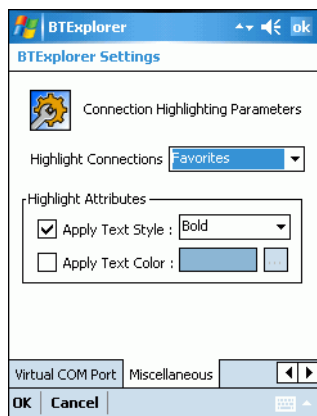 BTExplorer ok
BTExplorer Settings
Connection Highlighting Parameters
Highlight Connections Favorites
Highlight Attributes
Apply Text Style : Bold
Apply Text Color : ...
Virtual COM Port Miscellaneous
OK Cancel